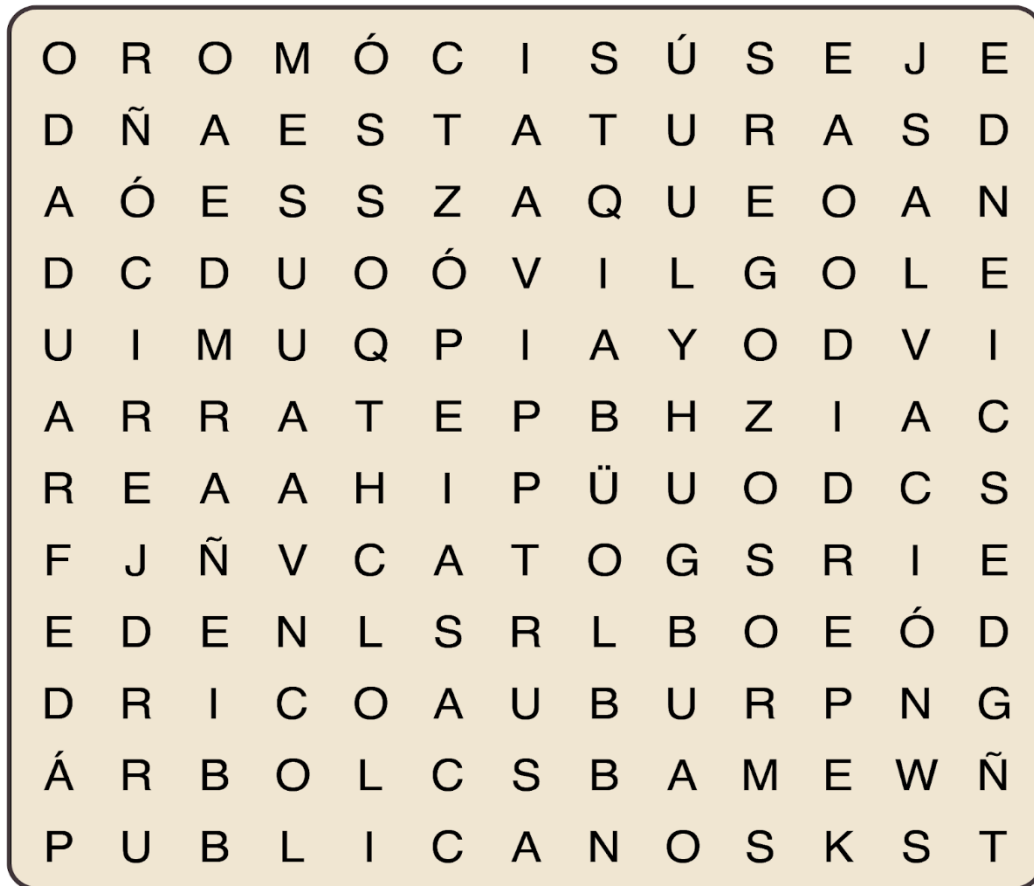 O R O M Ó C I S Ú S E J E
D Ñ A E S T A T U R A S D
A Ó E S S Z A Q U E O A N
D C D U O Ó V I L G O L E
U I M U Q P I A Y O D V I
A R R A T E P B H Z I A C
R E A A H I P Ü U O D C S
F J Ñ V C A T O G S R I E
E D E N L S R L B O E Ó D
D R I C O A U B U R P N G
Á R B O L C S B A M E W Ñ
P U B L I C A N O S K S T